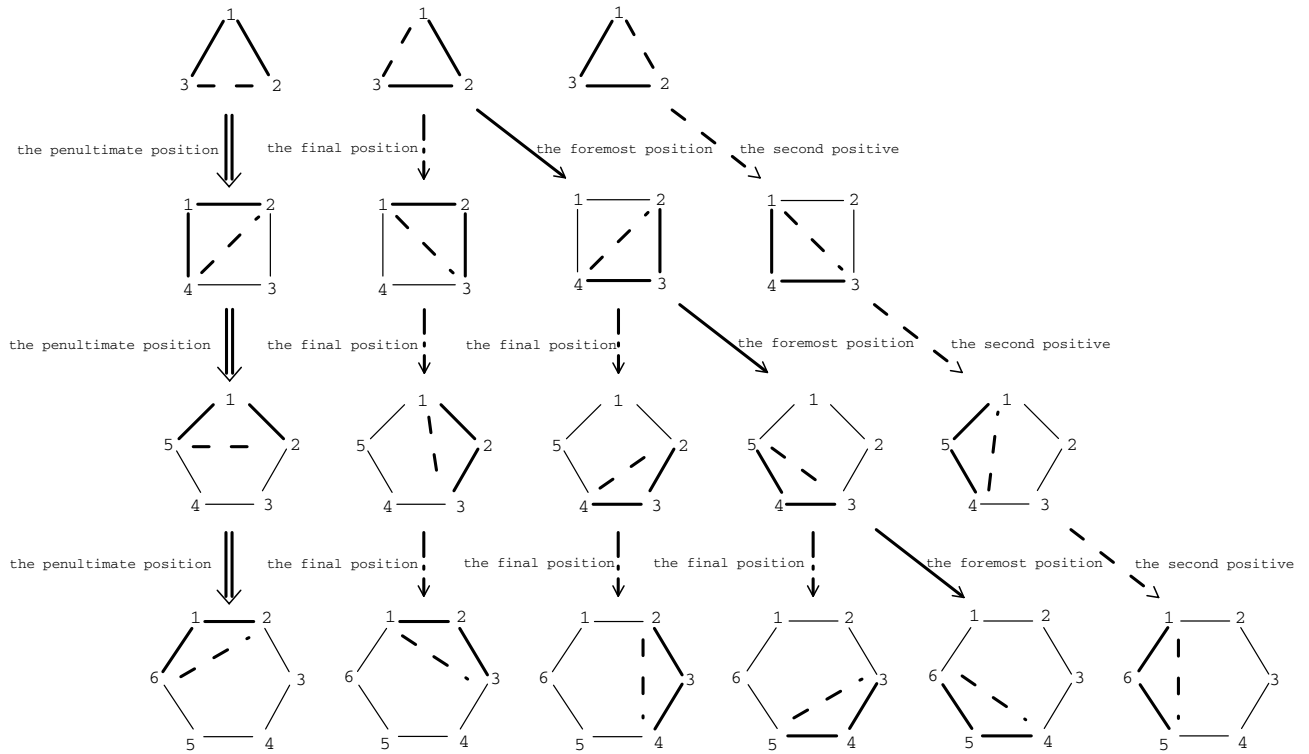 1 1 1
3 2 3 2 3 2
the penultimate position the final position the foremost position the second positive
1 2 1 2 1 2 1 2
4 3 4 3 4 3 4 3
the penultimate position the final position the final position the foremost position the second positive
1 1 1 1 1
5 2 5 2 5 2 5 2 5 2
4 3 4 3 4 3 4 3 4 3
the penultimate position the final position the final position the final position the foremost position the second positive
1 2 1 2 1 2 1 2 1 2 1 2
6 3 6 3 6 3 6 3 6 3 6 3
5 4 5 4 5 4 5 4 5 4 5 4